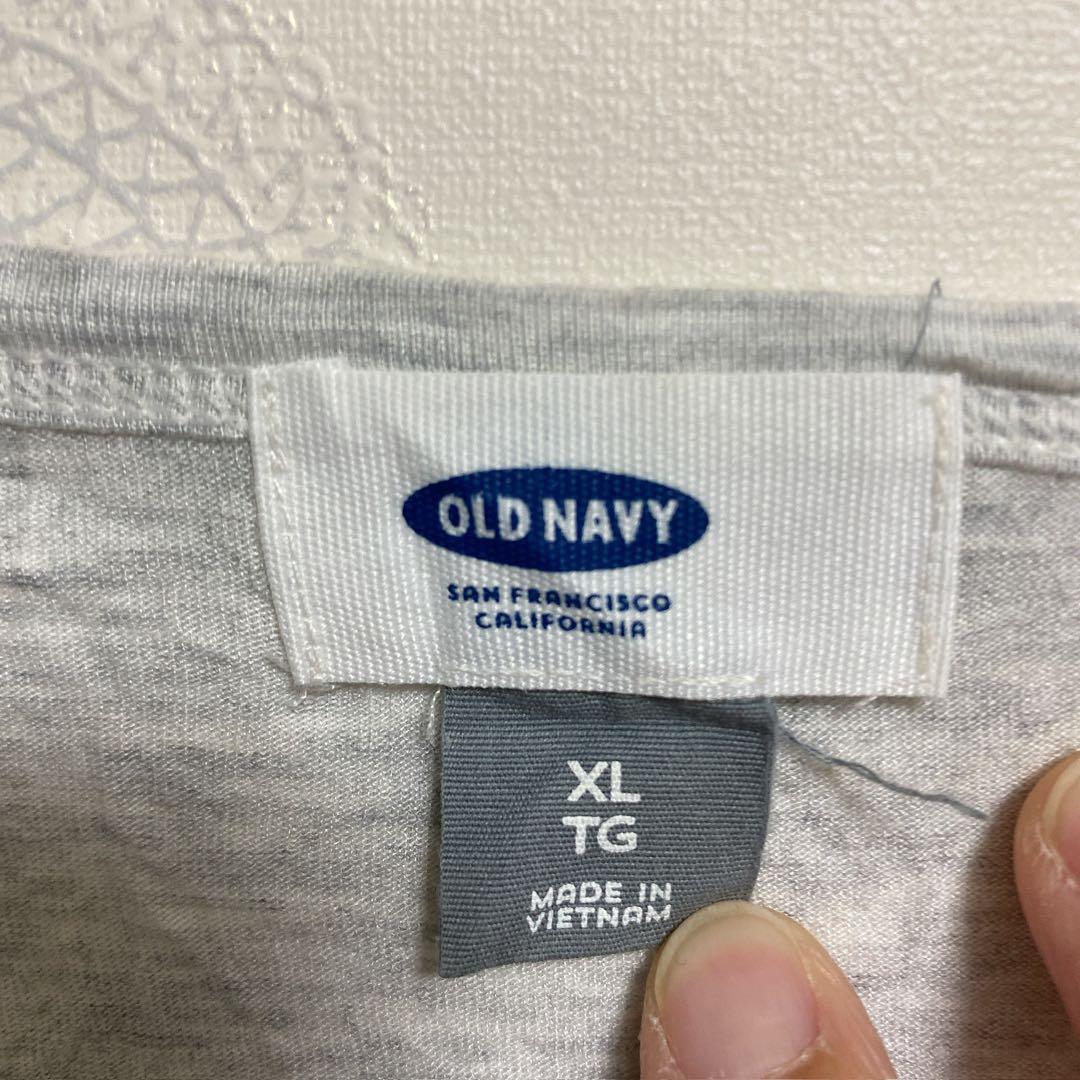 OLD NAVY
SAN FRANCISCO
CALIFORNIA
XL
TG
MADE IN
VIETNAM